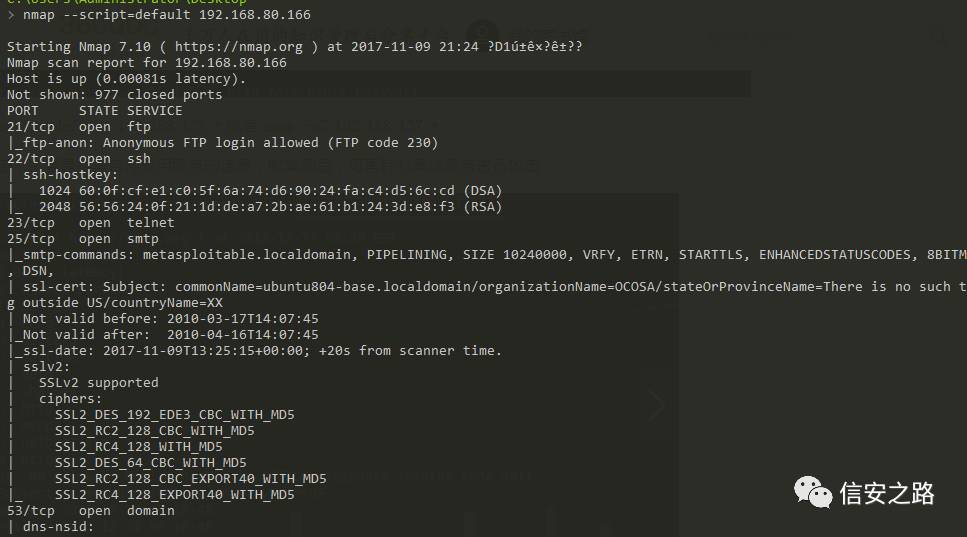 c:\Users\Administrator\Desktop
> nmap --script=default 192.168.80.166
Starting Nmap 7.10 ( https://nmap.org ) at 2017-11-09 21:24 ?D1ú±ê×?ê±??
Nmap scan report for 192.168.80.166
Host is up (0.00081s latency).
Not shown: 977 closed ports
PORT     STATE SERVICE
21/tcp   open  ftp
|_ftp-anon: Anonymous FTP login allowed (FTP code 230)
22/tcp   open  ssh
| ssh-hostkey:
|   1024 60:0f:cf:e1:c0:5f:6a:74:d6:90:24:fa:c4:d5:6c:cd (DSA)
|_  2048 56:56:24:0f:21:1d:de:a7:2b:ae:61:b1:24:3d:e8:f3 (RSA)
23/tcp   open  telnet
25/tcp   open  smtp
|_smtp-commands: metasploitable.localdomain, PIPELINING, SIZE 10240000, VRFY, ETRN, STARTTLS, ENHANCEDSTATUSCODES, 8BITM
, DSN,
| ssl-cert: Subject: commonName=ubuntu804-base.localdomain/organizationName=OCOSA/stateOrProvinceName=There is no such t
g outside US/countryName=XX
| Not valid before: 2010-03-17T14:07:45
|_Not valid after:  2010-04-16T14:07:45
|_ssl-date: 2017-11-09T13:25:15+00:00; +20s from scanner time.
| sslv2:
|   SSLv2 supported
|   ciphers:
|     SSL2_DES_192_EDE3_CBC_WITH_MD5
|     SSL2_RC2_128_CBC_WITH_MD5
|     SSL2_RC4_128_WITH_MD5
|     SSL2_DES_64_CBC_WITH_MD5
|     SSL2_RC2_128_CBC_EXPORT40_WITH_MD5
|_    SSL2_RC4_128_EXPORT40_WITH_MD5
53/tcp   open  domain
| dns-nsid:
信安之路